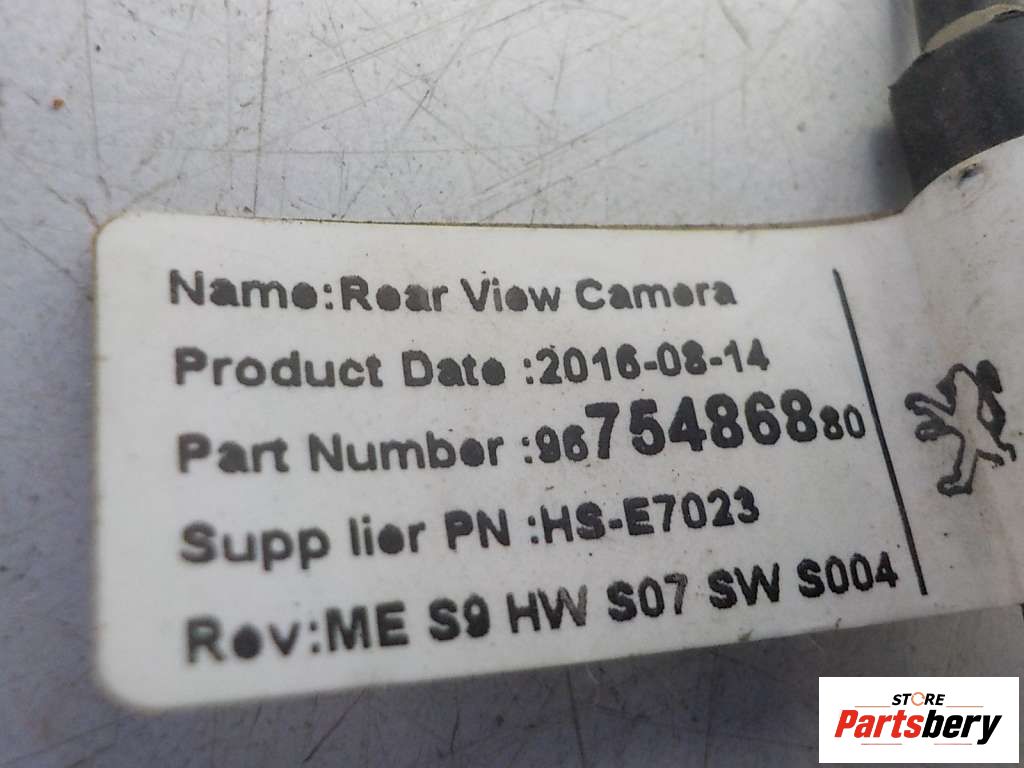 Name:Rear View Camera
Product Date :2016-08-14
Part Number :9675486880
Supp lier PN :HS-E7023
Rev:ME S9 HW S07 SW S004
STORE
Partsbery